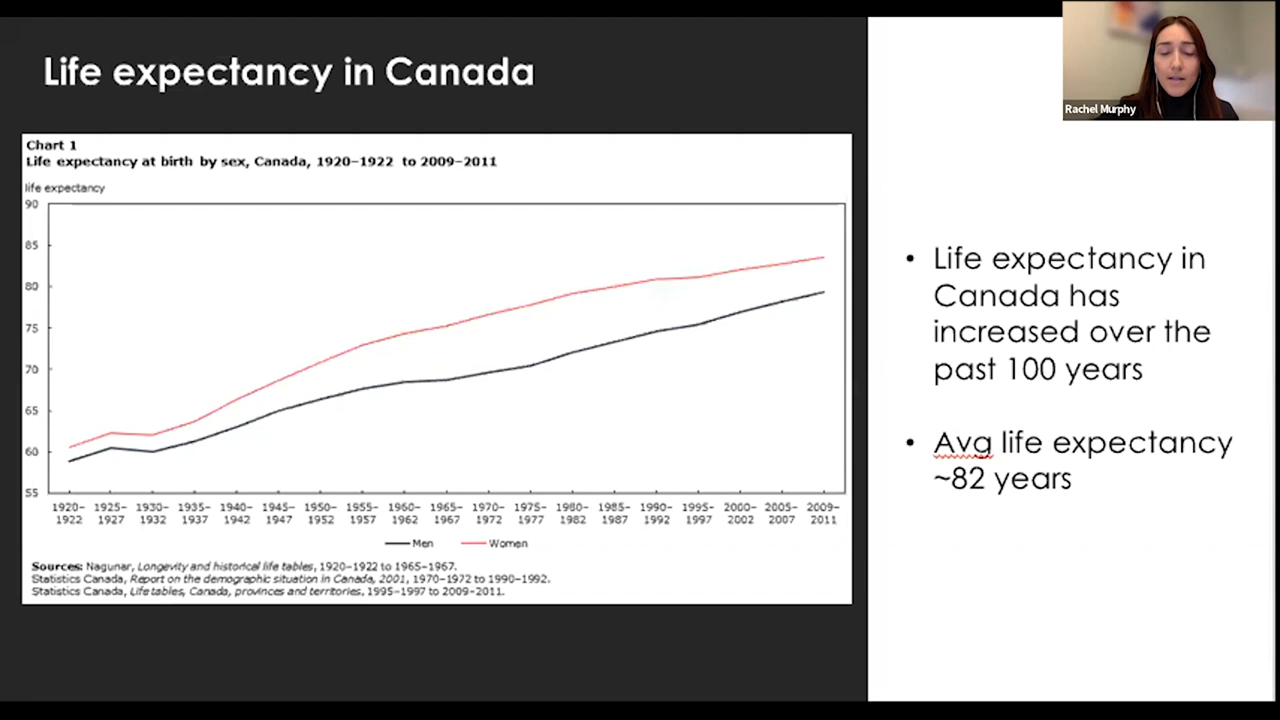 Life expectancy in Canada
Rachel Murphy
Chart 1
Life expectancy at birth by sex, Canada, 1920–1922 to 2009–2011
life expectancy
90
85
80
75
70
65
60
55
1920– 1925– 1930– 1935– 1940– 1945– 1950– 1955– 1960– 1965– 1970– 1975– 1980– 1985– 1990– 1995– 2000– 2005– 2009–
1922 1927 1932 1937 1942 1947 1952 1957 1962 1967 1972 1977 1982 1987 1992 1997 2002 2007 2011
Men Women
Sources: Nagunar, Longevity and historical life tables, 1920–1922 to 1965–1967.
Statistics Canada, Report on the demographic situation in Canada, 2001, 1970–1972 to 1990–1992.
Statistics Canada, Life tables, Canada, provinces and territories, 1995–1997 to 2009–2011.
• Life expectancy in
Canada has
increased over the
past 100 years
• Avg life expectancy
~82 years